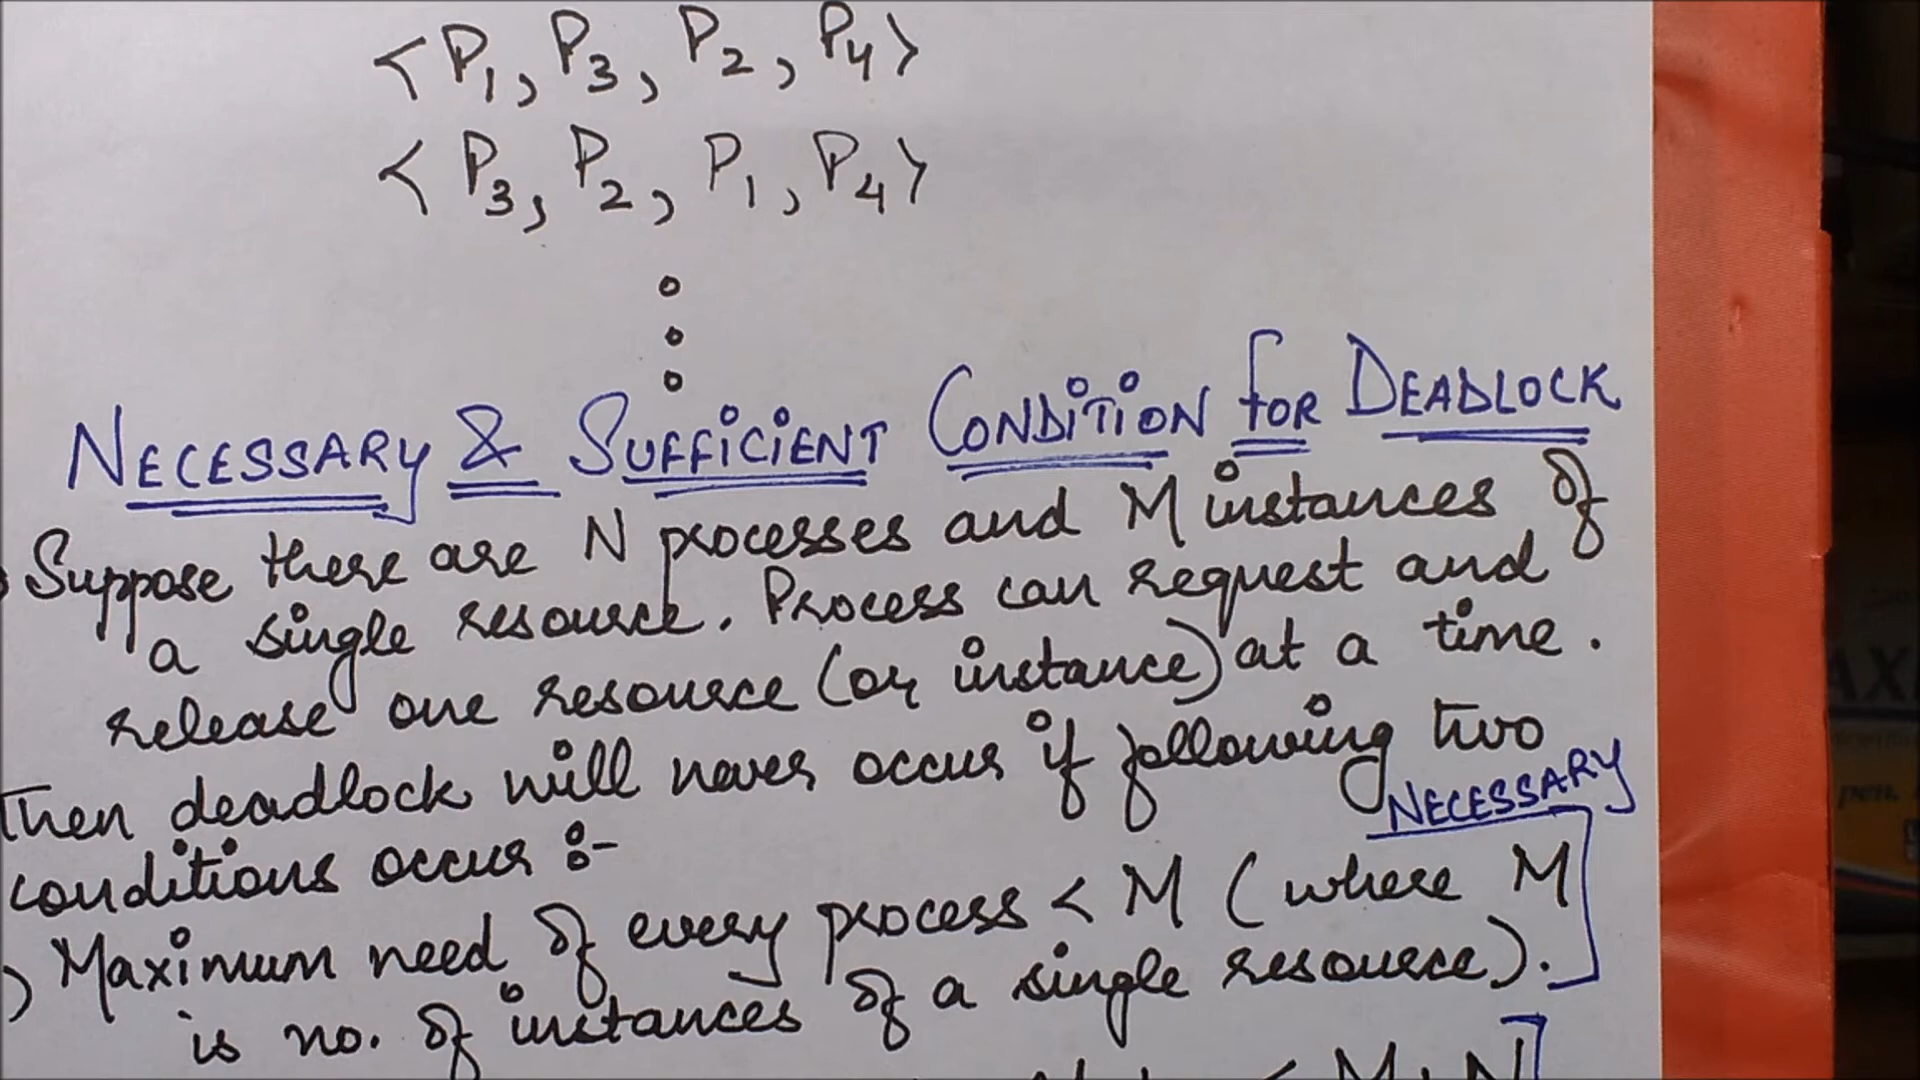 <P1, P3, P2, P4>
<P3, P2, P1, P4>
NECESSARY & SUFFICIENT CONDITION FOR DEADLOCK
Suppose there are N processes and M instances of
a single resource. Process can request and
release one resource (or instance) at a time.
Then deadlock will never occur if following two
conditions occur :-
NECESSARY
) Maximum need of every process < M (where M
is no. of instances of a single resource).
< M+N
AX
pen.